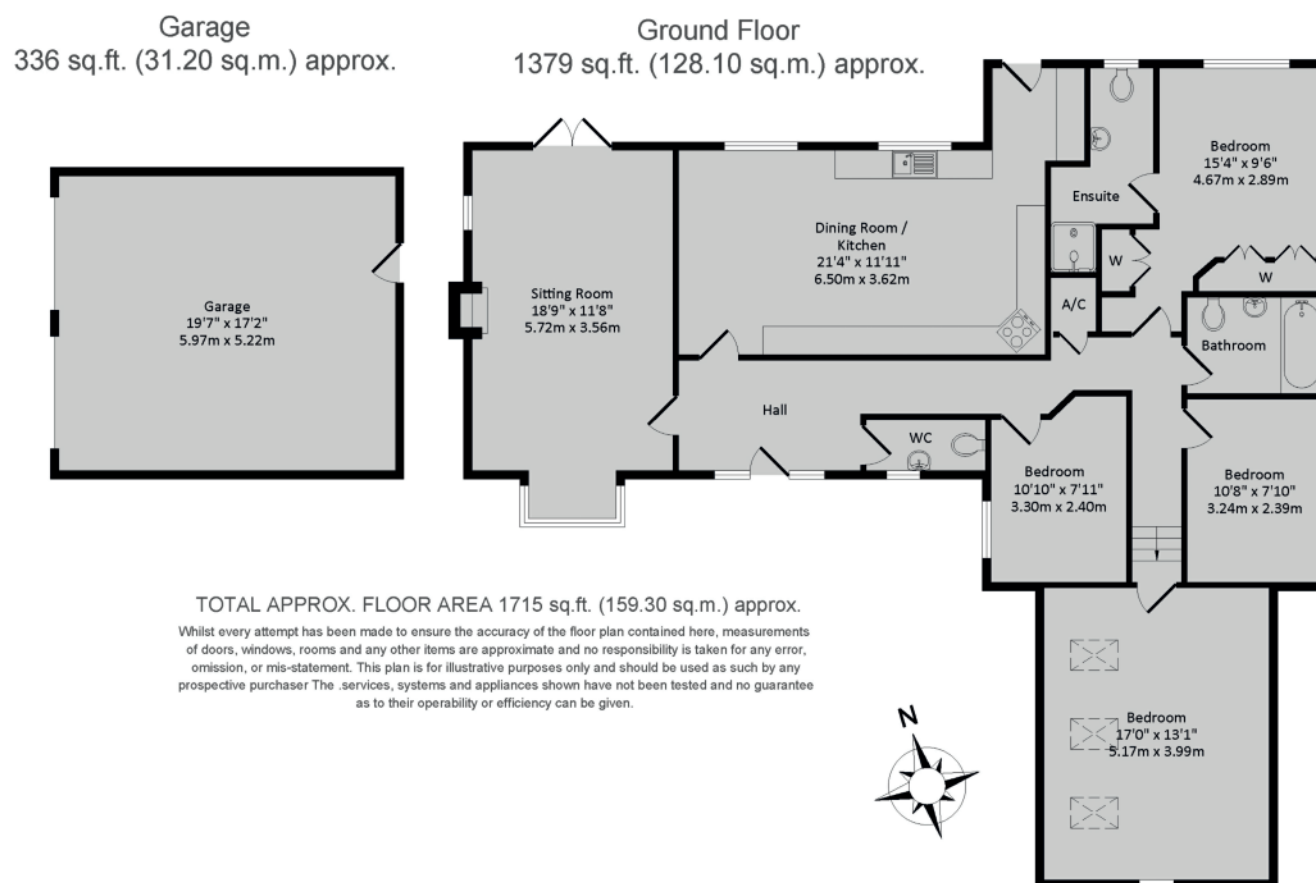 Garage
336 sq.ft. (31.20 sq.m.) approx.
Ground Floor
1379 sq.ft. (128.10 sq.m.) approx.
Garage
19'7" x 17'2"
5.97m x 5.22m
Sitting Room
18'9" x 11'8"
5.72m x 3.56m
Dining Room /
Kitchen
21'4" x 11'11"
6.50m x 3.62m
Ensuite
Bedroom
15'4" x 9'6"
4.67m x 2.89m
W
W
A/C
Bathroom
Hall
WC
Bedroom
10'10" x 7'11"
3.30m x 2.40m
Bedroom
10'8" x 7'10"
3.24m x 2.39m
Bedroom
17'0" x 13'1"
5.17m x 3.99m
TOTAL APPROX. FLOOR AREA 1715 sq.ft. (159.30 sq.m.) approx.
Whilst every attempt has been made to ensure the accuracy of the floor plan contained here, measurements
of doors, windows, rooms and any other items are approximate and no responsibility is taken for any error,
omission, or mis-statement. This plan is for illustrative purposes only and should be used as such by any
prospective purchaser The .services, systems and appliances shown have not been tested and no guarantee
as to their operability or efficiency can be given.
N